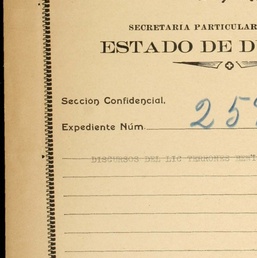 SECRETARIA PARTICULAR
ESTADO DE D
Sección Confidencial.
Expediente Núm. 25
DISCURSOS DEL LIC